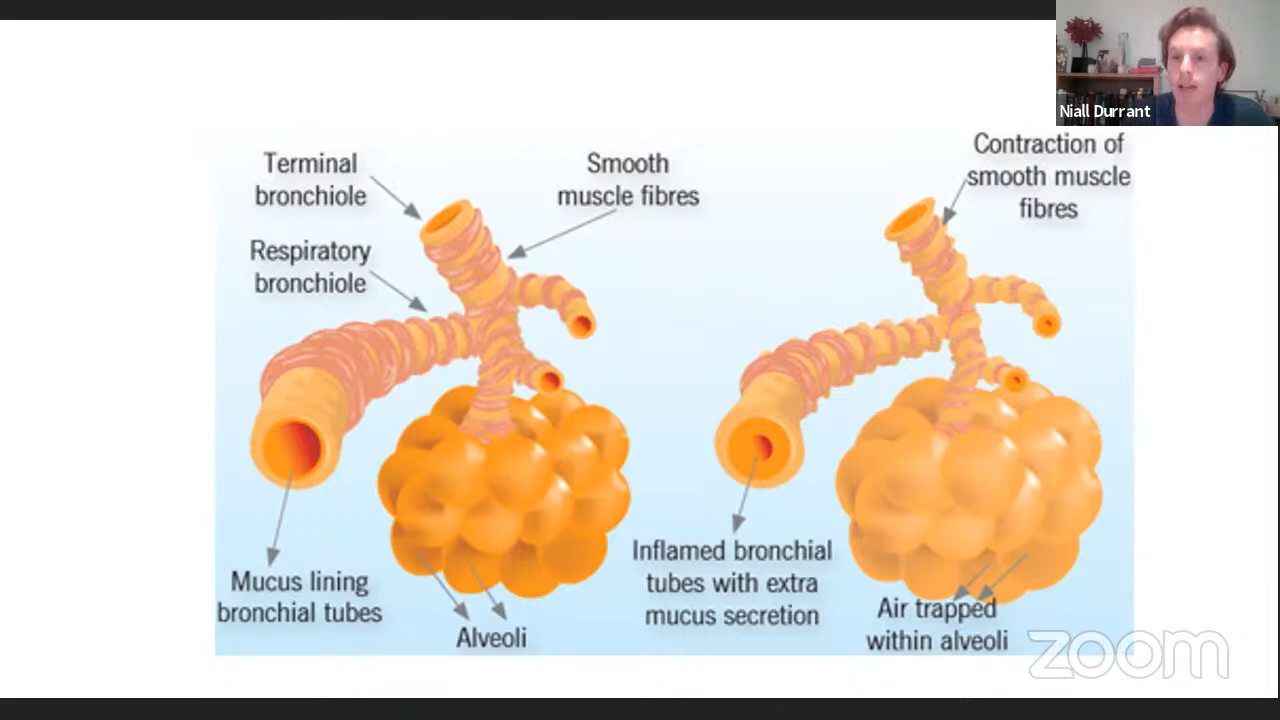 Niall Durrant
Terminal
bronchiole
Smooth
muscle fibres
Contraction of
smooth muscle
fibres
Respiratory
bronchiole
Mucus lining
bronchial tubes
Alveoli
Inflamed bronchial
tubes with extra
mucus secretion
Air trapped
within alveoli
zoom